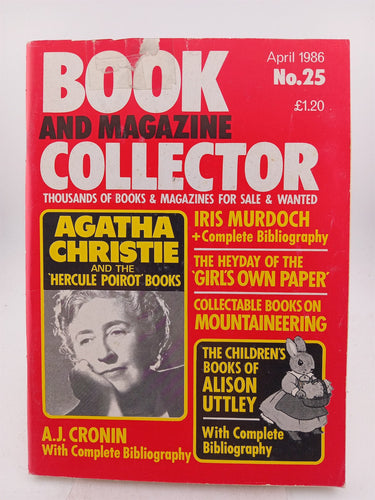 BOOK
April 1986
No.25
AND MAGAZINE
£1.20
COLLECTOR
THOUSANDS OF BOOKS & MAGAZINES FOR SALE & WANTED
AGATHA
CHRISTIE
AND THE
'HERCULE POIROT' BOOKS
IRIS MURDOCH
+ Complete Bibliography
THE HEYDAY OF THE
'GIRL'S OWN PAPER'
COLLECTABLE BOOKS ON
MOUNTAINEERING
THE CHILDREN'S
BOOKS OF
ALISON
UTTLEY
With Complete
Bibliography
A.J. CRONIN
With Complete Bibliography